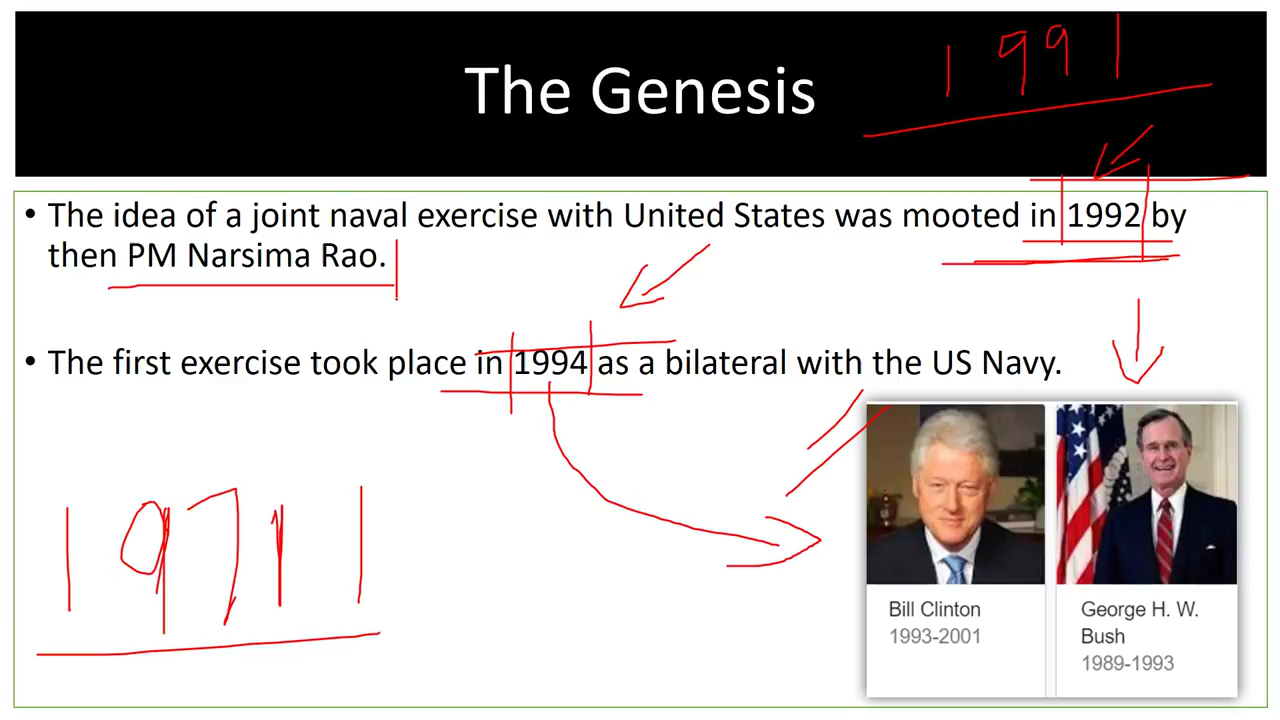 The Genesis
1991
• The idea of a joint naval exercise with United States was mooted in 1992 by
then PM Narsima Rao.
• The first exercise took place in 1994 as a bilateral with the US Navy.
19711
Bill Clinton
1993-2001
George H. W.
Bush
1989-1993